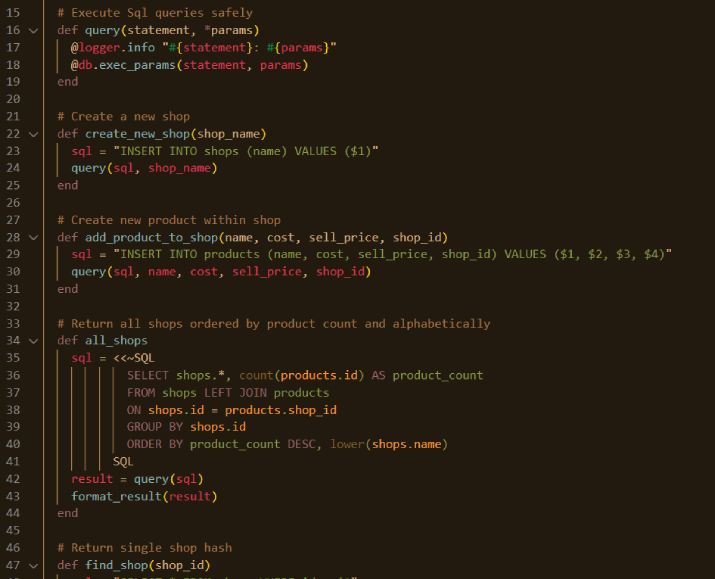 15 # Execute Sql queries safely
16 def query(statement, *params)
17 @logger.info "#{statement}: #{params}"
18 @db.exec_params(statement, params)
19 end
20
21 # Create a new shop
22 def create_new_shop(shop_name)
23 sql = "INSERT INTO shops (name) VALUES ($1)"
24 query(sql, shop_name)
25 end
26
27 # Create new product within shop
28 def add_product_to_shop(name, cost, sell_price, shop_id)
29 sql = "INSERT INTO products (name, cost, sell_price, shop_id) VALUES ($1, $2, $3, $4)"
30 query(sql, name, cost, sell_price, shop_id)
31 end
32
33 # Return all shops ordered by product count and alphabetically
34 def all_shops
35 sql = <<~SQL
36 SELECT shops.*, count(products.id) AS product_count
37 FROM shops LEFT JOIN products
38 ON shops.id = products.shop_id
39 GROUP BY shops.id
40 ORDER BY product_count DESC, lower(shops.name)
41 SQL
42 result = query(sql)
43 format_result(result)
44 end
45
46 # Return single shop hash
47 def find_shop(shop_id)